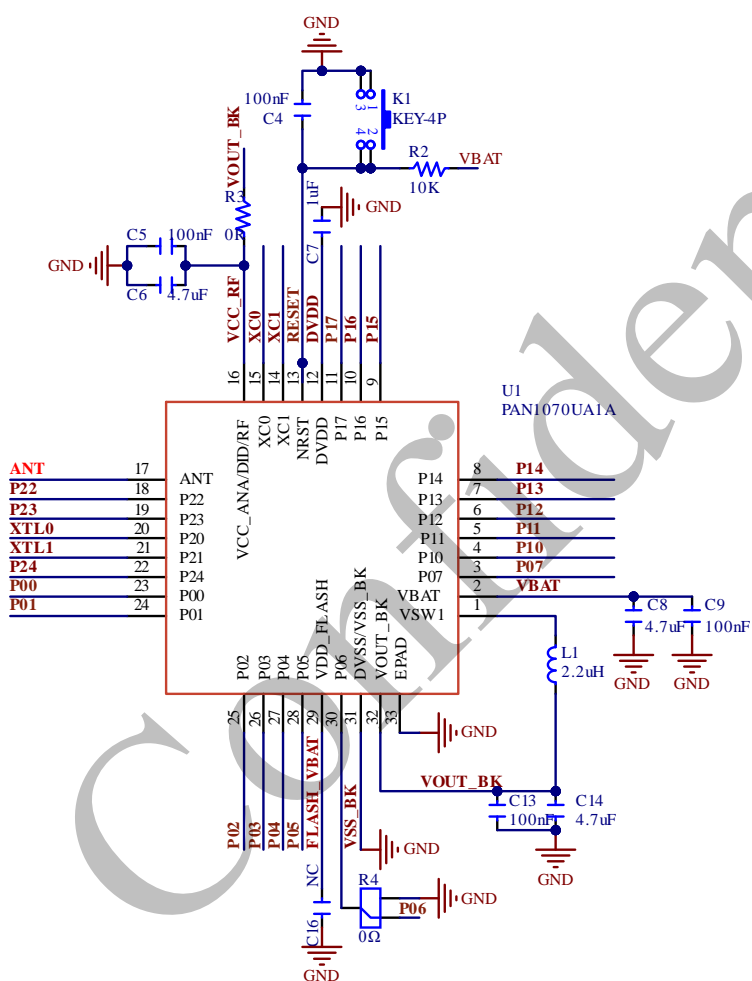 GND
100nF
C4
K1
KEY-4P
1
3
2
4
R2
10K
VBAT
VOUT_BK
R3
0R
1uF
C7
GND
C5
100nF
GND
C6
4.7uF
VCC_RF
XC0
XC1
RESET
DVDD
P17
P16
P15
16
15
14
13
12
11
10
9
U1
PAN1070UA1A
VCC_ANA/DID/RF
XC0
XC1
NRST
DVDD
P17
P16
P15
ANT 17 ANT
P22 18 P22
P23 19 P23
XTL0 20 P20
XTL1 21 P21
P24 22 P24
P00 23 P00
P01 24 P01
P14 8 P14
P13 7 P13
P12 6 P12
P11 5 P11
P10 4 P10
P07 3 P07
VBAT 2 VBAT
VSW1 1
C8
4.7uF
GND
C9
100nF
GND
L1
2.2uH
P02
P03
P04
P05
VDD_FLASH
P06
DVSS/VSS_BK
VOUT_BK
EPAD
25
26
27
28
29
30
31
32
33
GND
P02
P03
P04
P05
FLASH_VBAT
VSS_BK
VOUT_BK
C13
100nF
C14
4.7uF
GND
GND
NC
C16
GND
R4
0Ω
GND
P06
Confiden